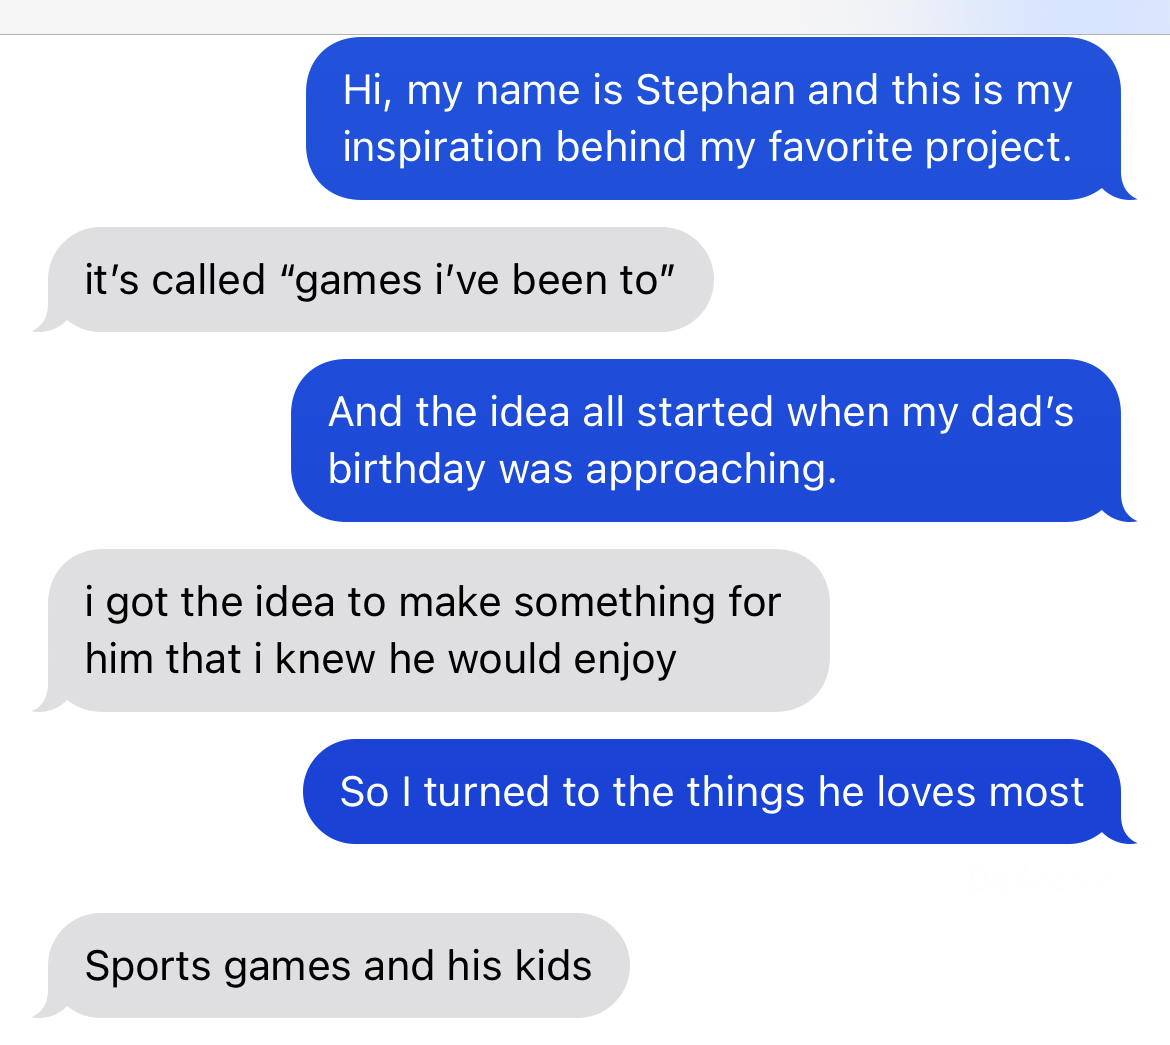 Hi, my name is Stephan and this is my
inspiration behind my favorite project.
it’s called “games i’ve been to”
And the idea all started when my dad’s
birthday was approaching.
i got the idea to make something for
him that i knew he would enjoy
So I turned to the things he loves most
Sports games and his kids